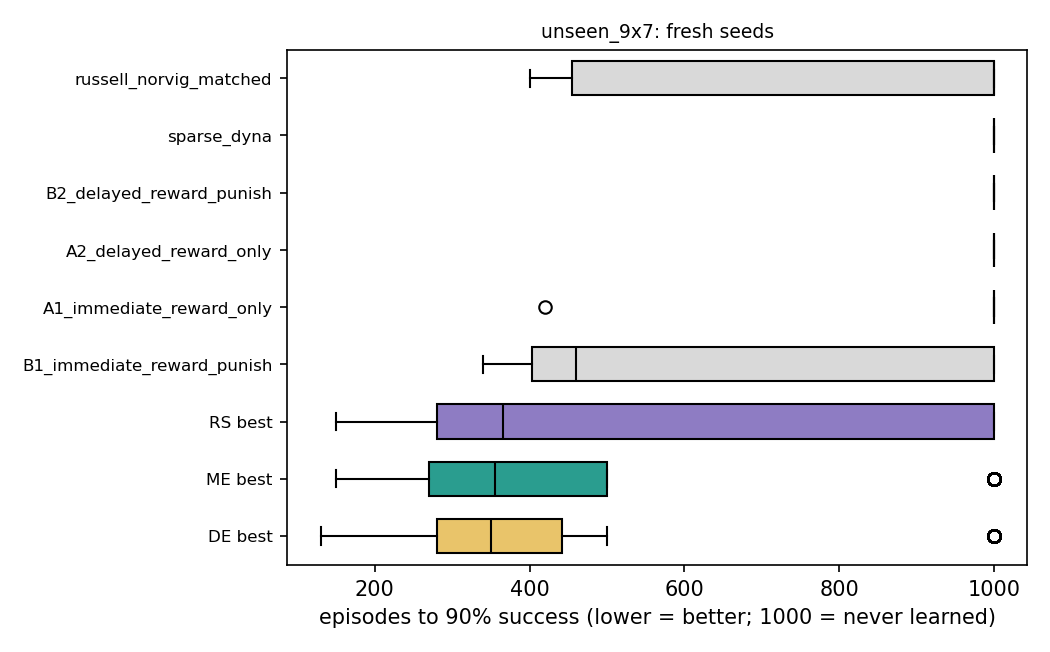 unseen_9x7: fresh seeds
russell_norvig_matched
sparse_dyna
B2_delayed_reward_punish
A2_delayed_reward_only
A1_immediate_reward_only
B1_immediate_reward_punish
RS best
ME best
DE best
200 400 600 800 1000
episodes to 90% success (lower = better; 1000 = never learned)